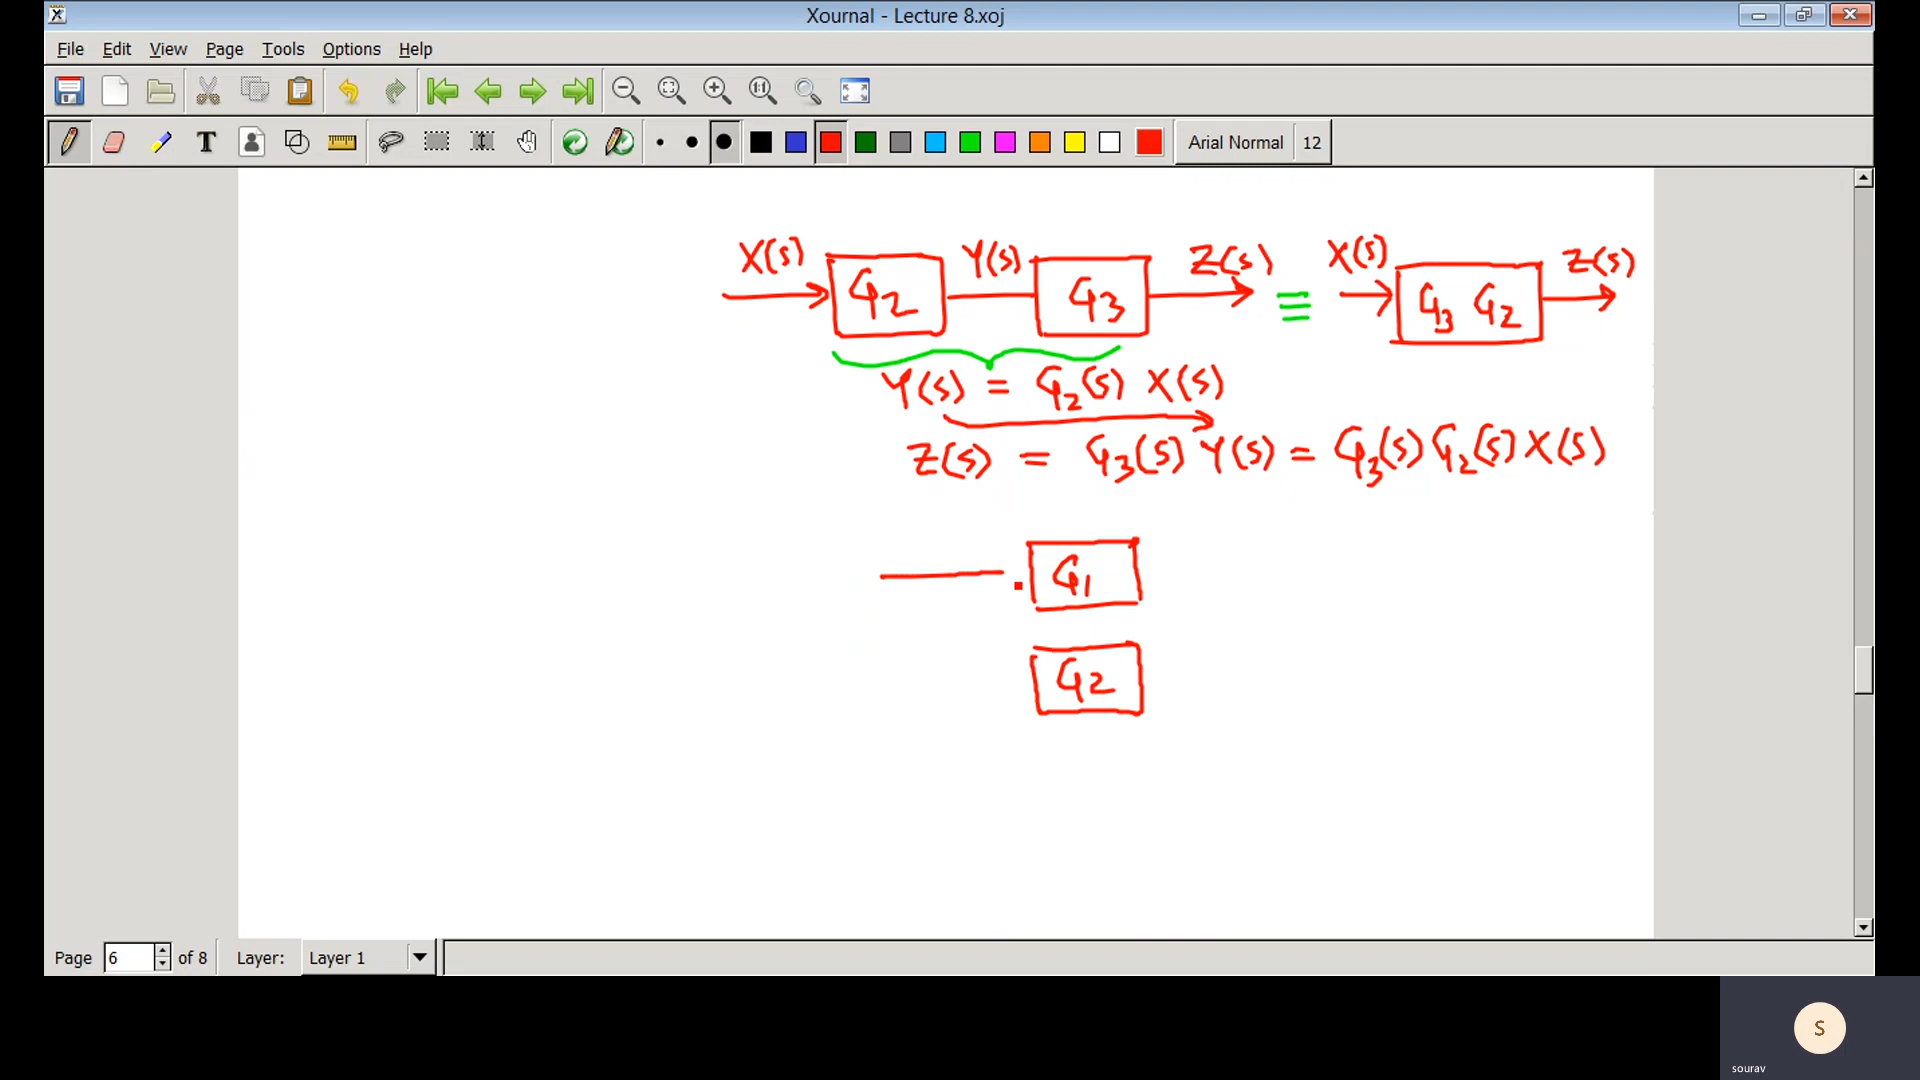 Xournal - Lecture 8.xoj
File Edit View Page Tools Options Help
Arial Normal 12
X(s) G2 Y(s) G3 Z(s) ≡ X(s) G3 G2 Z(s)
Y(s) = G2(s) X(s)
Z(s) = G3(s) Y(s) = G3(s) G2(s) X(s)
G1
G2
Page 6 of 8 Layer: Layer 1
S
sourav